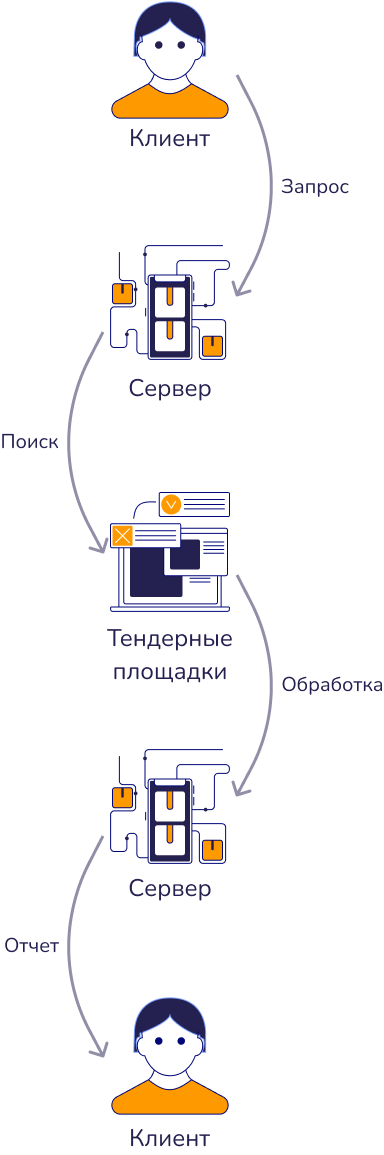 Клиент
Запрос
Сервер
Поиск
Тендерные
площадки
Обработка
Сервер
Отчет
Клиент